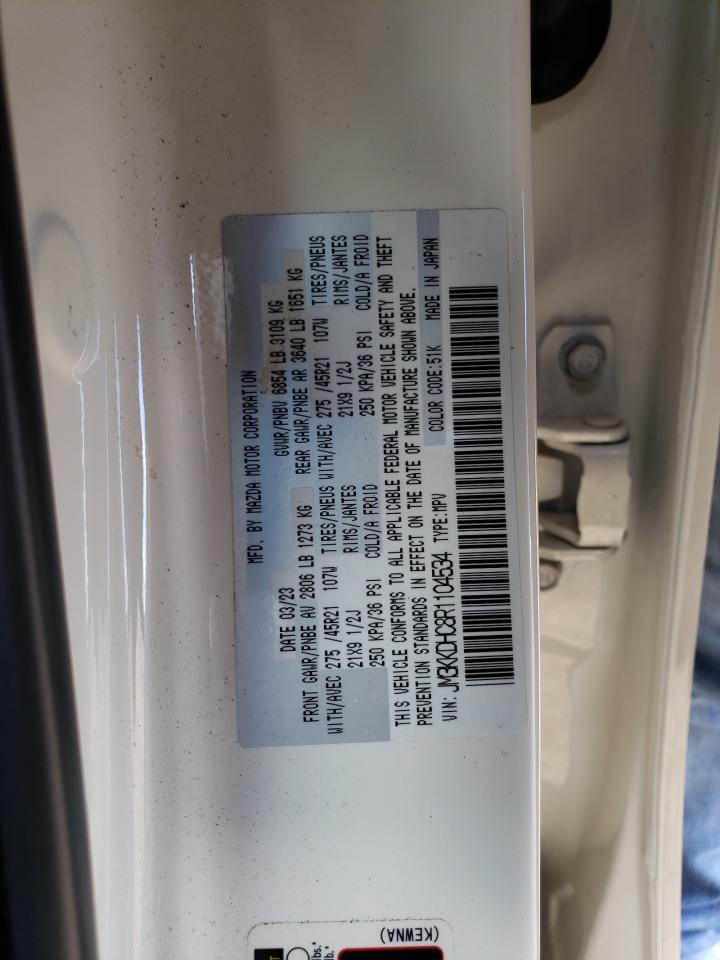 MFD. BY MAZDA MOTOR CORPORATION
DATE 03/23 GVWR/PNBV 6854 LB 3109 KG
FRONT GAWR/PNBE AV 2806 LB 1273 KG REAR GAWR/PNBE AR 3640 LB 1651 KG
WITH/AVEC 275 /45R21 107W TIRES/PNEUS WITH/AVEC 275 /45R21 107W TIRES/PNEUS
21X9 1/2J RIMS/JANTES 21X9 1/2J RIMS/JANTES
250 KPA/36 PSI COLD/A FROID 250 KPA/36 PSI COLD/A FROID
THIS VEHICLE CONFORMS TO ALL APPLICABLE FEDERAL MOTOR VEHICLE SAFETY AND THEFT
PREVENTION STANDARDS IN EFFECT ON THE DATE OF MANUFACTURE SHOWN ABOVE.
COLOR CODE:51K MADE IN JAPAN
VIN: JM3KKDHC8R1104534 TYPE:MPV
(KEWNA)